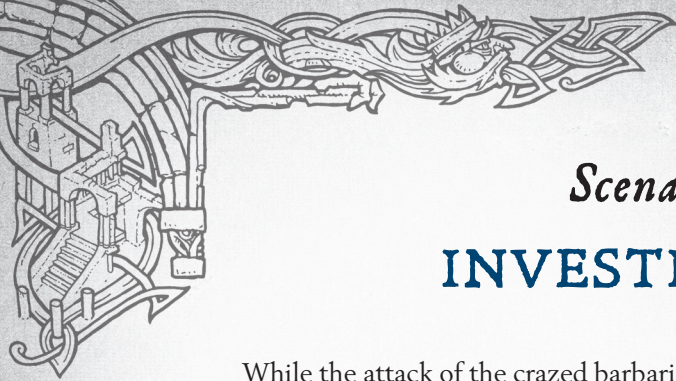 Scena
INVESTI
While the attack of the crazed barbari